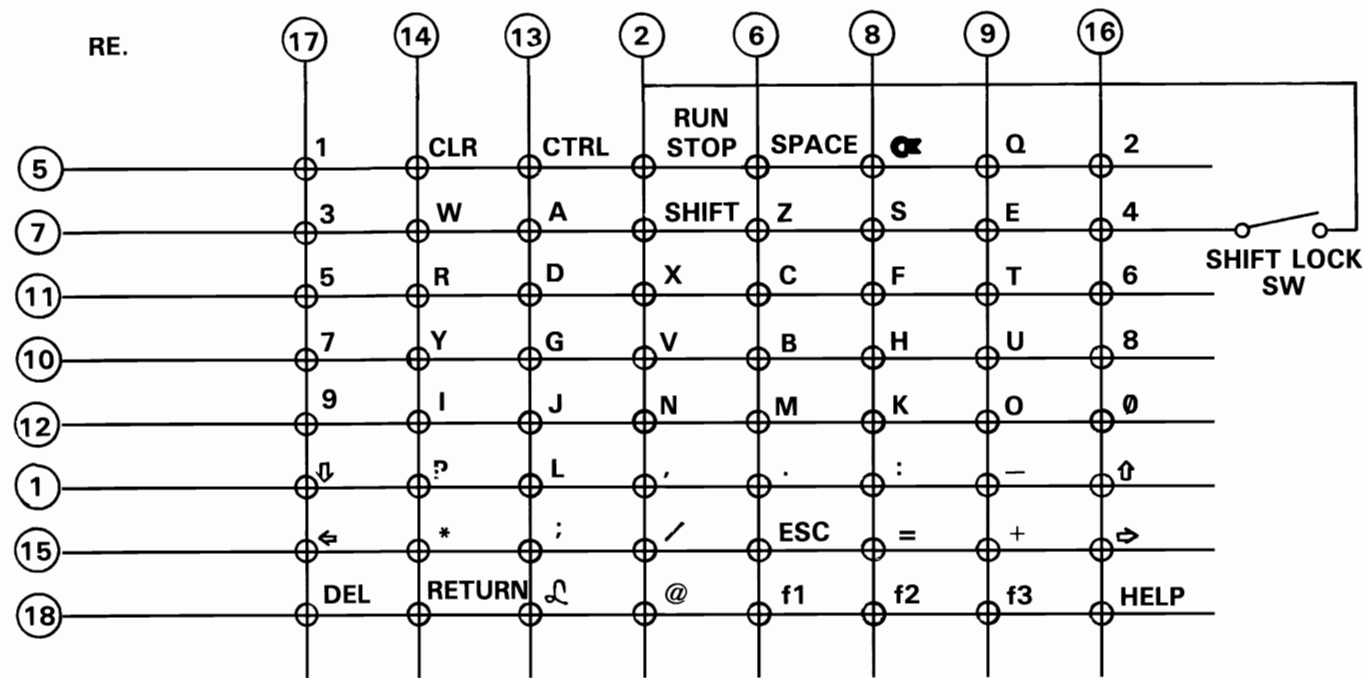 RE. 17 14 13 2 6 8 9 16
RUN
1 CLR CTRL STOP SPACE Q 2
5
3 W A SHIFT Z S E 4
7
SHIFT LOCK
SW
5 R D X C F T 6
11
7 Y G V B H U 8
10
9 I J N M K O 0
12
⇩ P L , . : — ⇧
1
⇦ * ; / ESC = + ⇨
15
DEL RETURN £ @ f1 f2 f3 HELP
18